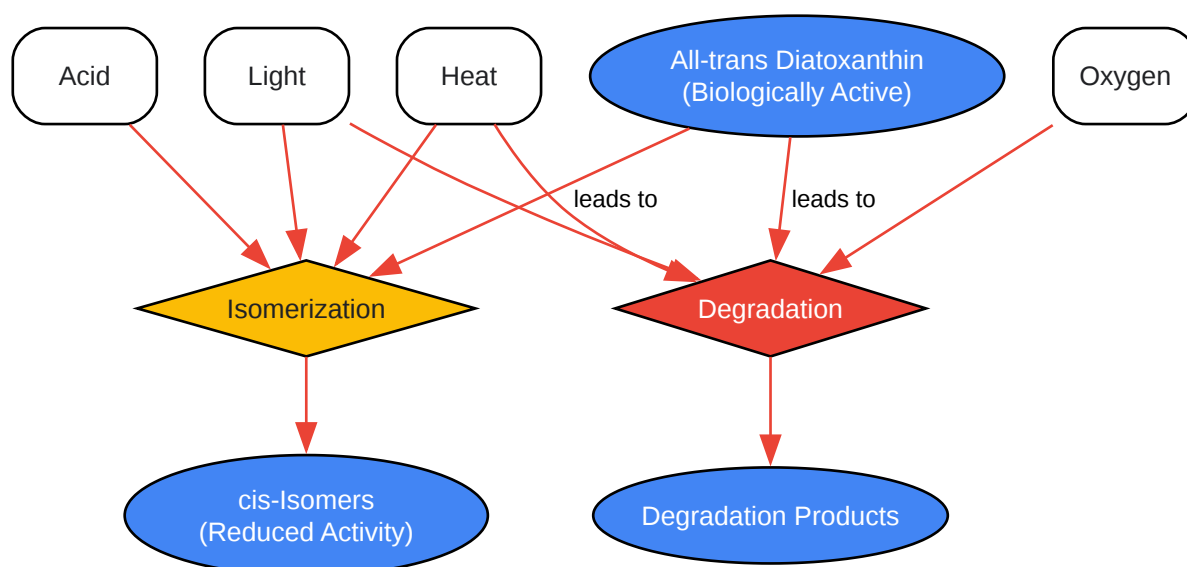 Acid
Light
Heat
All-trans Diatoxanthin
(Biologically Active)
Oxygen
leads to
leads to
Isomerization
Degradation
cis-Isomers
(Reduced Activity)
Degradation Products